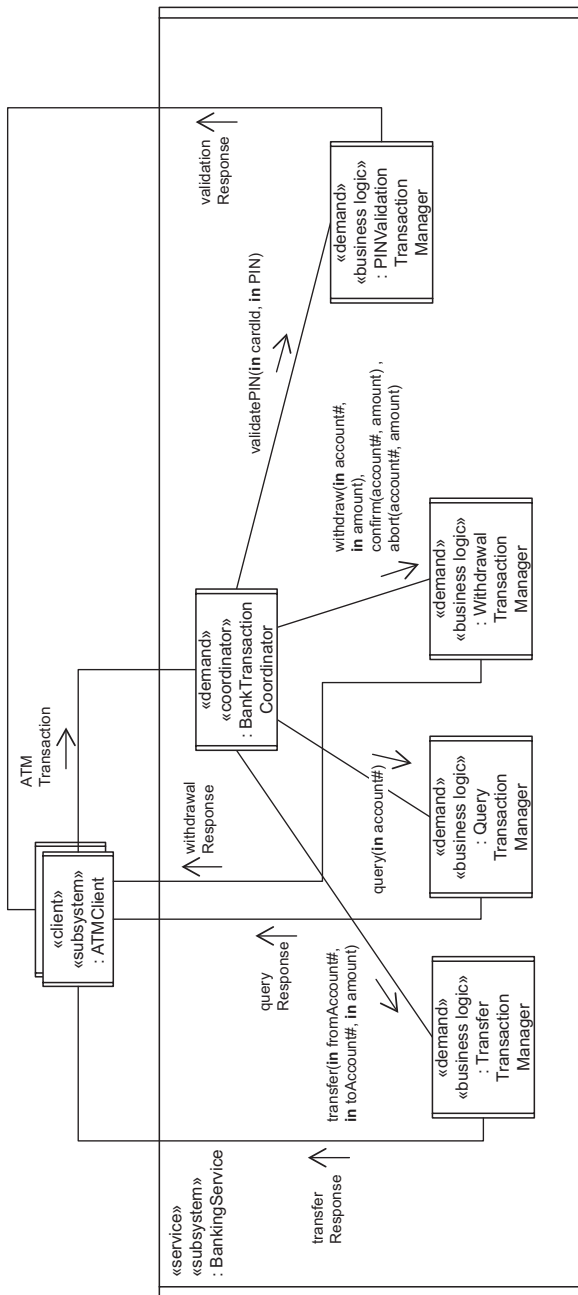 «client»
«subsystem»
: ATMClient
ATM
Transaction
«service»
«subsystem»
: BankingService
transfer
Response
query
Response
withdrawal
Response
validation
Response
«demand»
«coordinator»
: BankTransaction
Coordinator
transfer(in fromAccount#,
in toAccount#, in amount)
query(in account#)
withdraw(in account#,
in amount),
confirm(account#, amount) ,
abort(account#, amount)
validatePIN(in cardId, in PIN)
«demand»
«business logic»
: Transfer
Transaction
Manager
«demand»
«business logic»
: Query
Transaction
Manager
«demand»
«business logic»
: Withdrawal
Transaction
Manager
«demand»
«business logic»
: PINValidation
Transaction
Manager